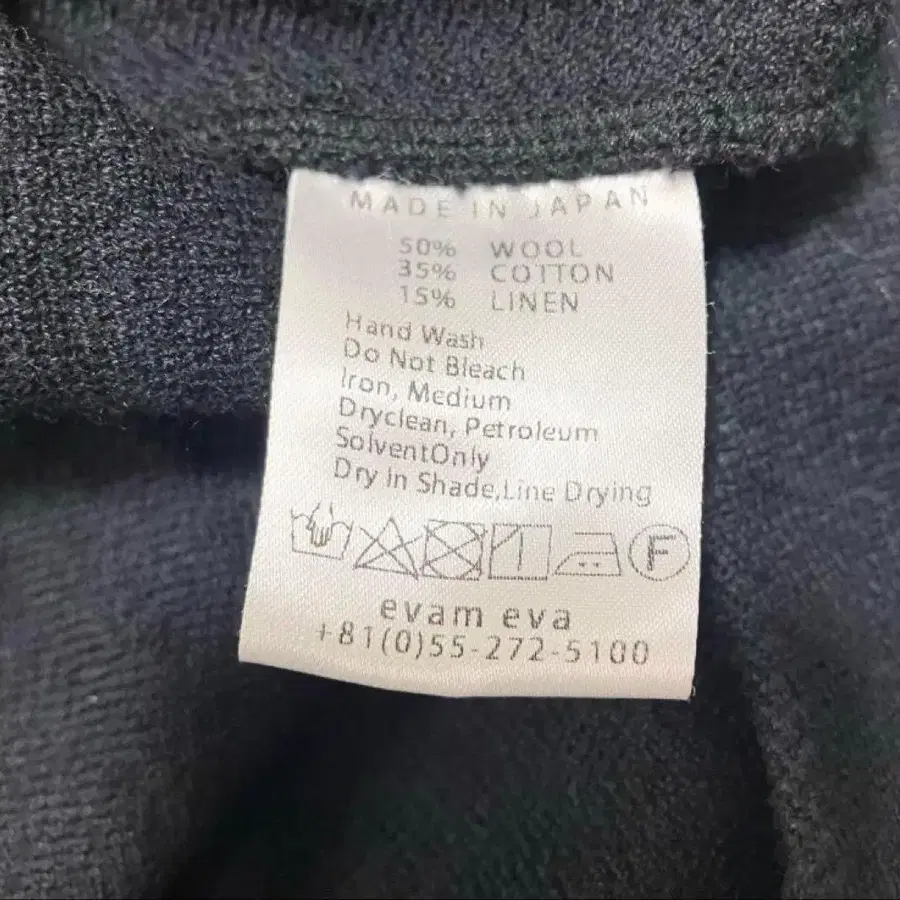 MADE IN JAPAN
50% WOOL
35% COTTON
15% LINEN
Hand Wash
Do Not Bleach
Iron, Medium
Dryclean, Petroleum
SolventOnly
Dry in Shade,Line Drying
F
evam eva
+81(0)55-272-5100